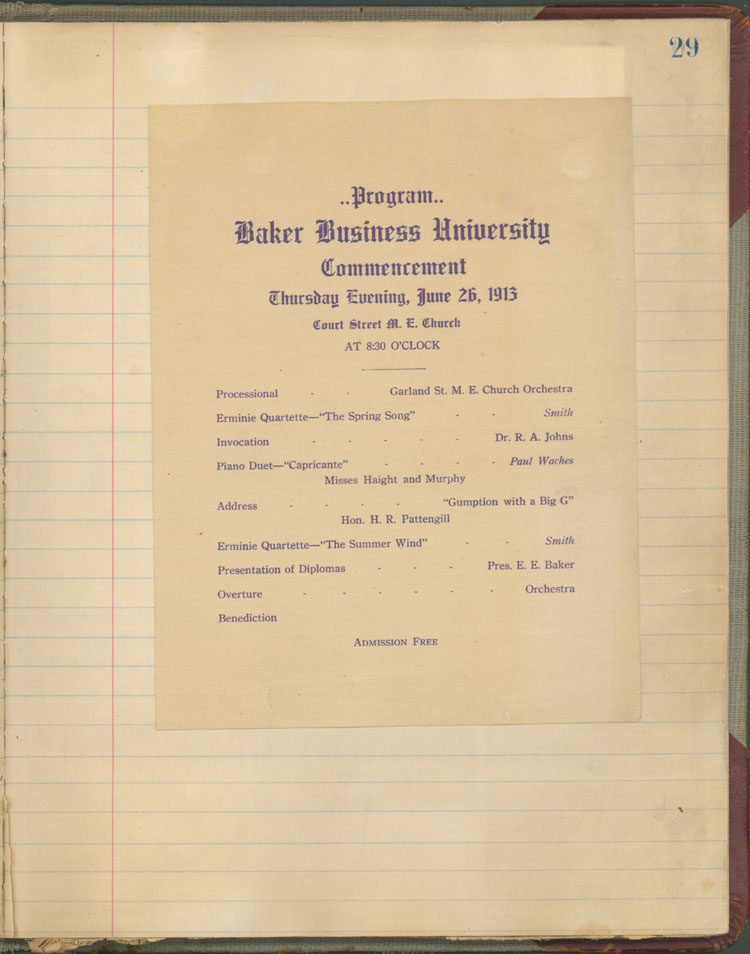 29
..Program..
Baker Business University
Commencement
Thursday Evening, June 26, 1913
Court Street M. E. Church
AT 8:30 O'CLOCK
Processional - - Garland St. M. E. Church Orchestra
Erminie Quartette—"The Spring Song" - - Smith
Invocation - - - - - Dr. R. A. Johns
Piano Duet—"Capricante" - - - - Paul Waches
Misses Haight and Murphy
Address - - - - "Gumption with a Big G"
Hon. H. R. Pattengill
Erminie Quartette—"The Summer Wind" - - Smith
Presentation of Diplomas - - - Pres. E. E. Baker
Overture - - - - - - Orchestra
Benediction
ADMISSION FREE